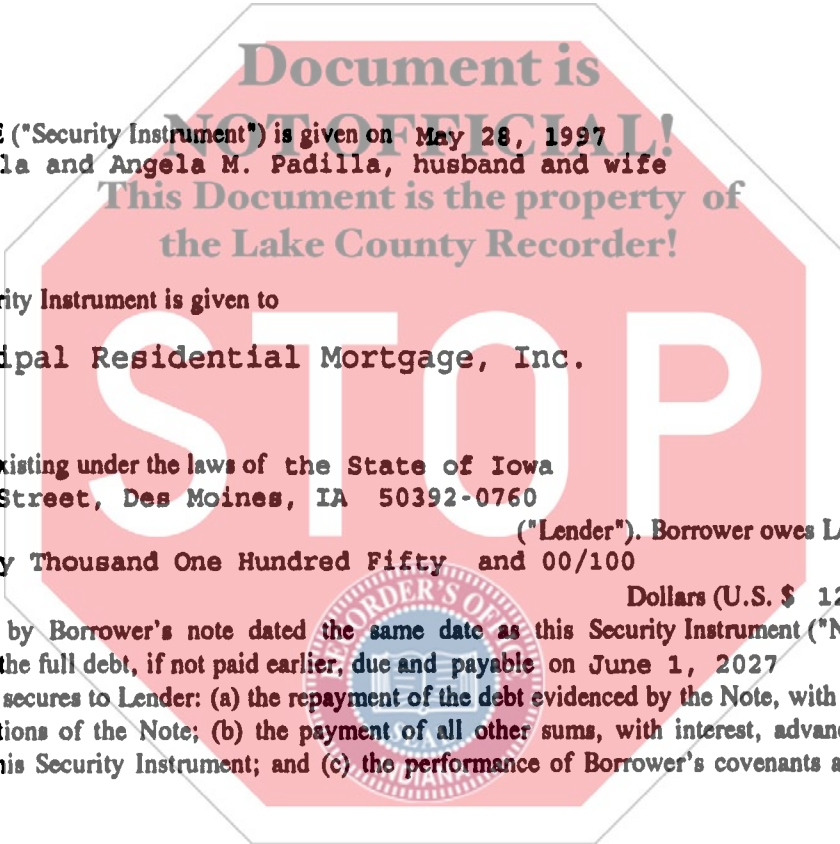 Document is
NOT OFFICIAL!
E ("Security Instrument") is given on May 28, 1997
la and Angela M. Padilla, husband and wife
This Document is the property of
the Lake County Recorder!
rity Instrument is given to
STOP
ipal Residential Mortgage, Inc.
xisting under the laws of the State of Iowa
Street, Des Moines, IA 50392-0760
("Lender"). Borrower owes L
y Thousand One Hundred Fifty and 00/100
Dollars (U.S. $ 12
RECORDER'S OFFICE
by Borrower's note dated the same date as this Security Instrument ("N
the full debt, if not paid earlier, due and payable on June 1, 2027
secures to Lender: (a) the repayment of the debt evidenced by the Note, with
tions of the Note; (b) the payment of all other sums, with interest, advanc
SEAL
his Security Instrument; and (c) the performance of Borrower's covenants a
INDIANA